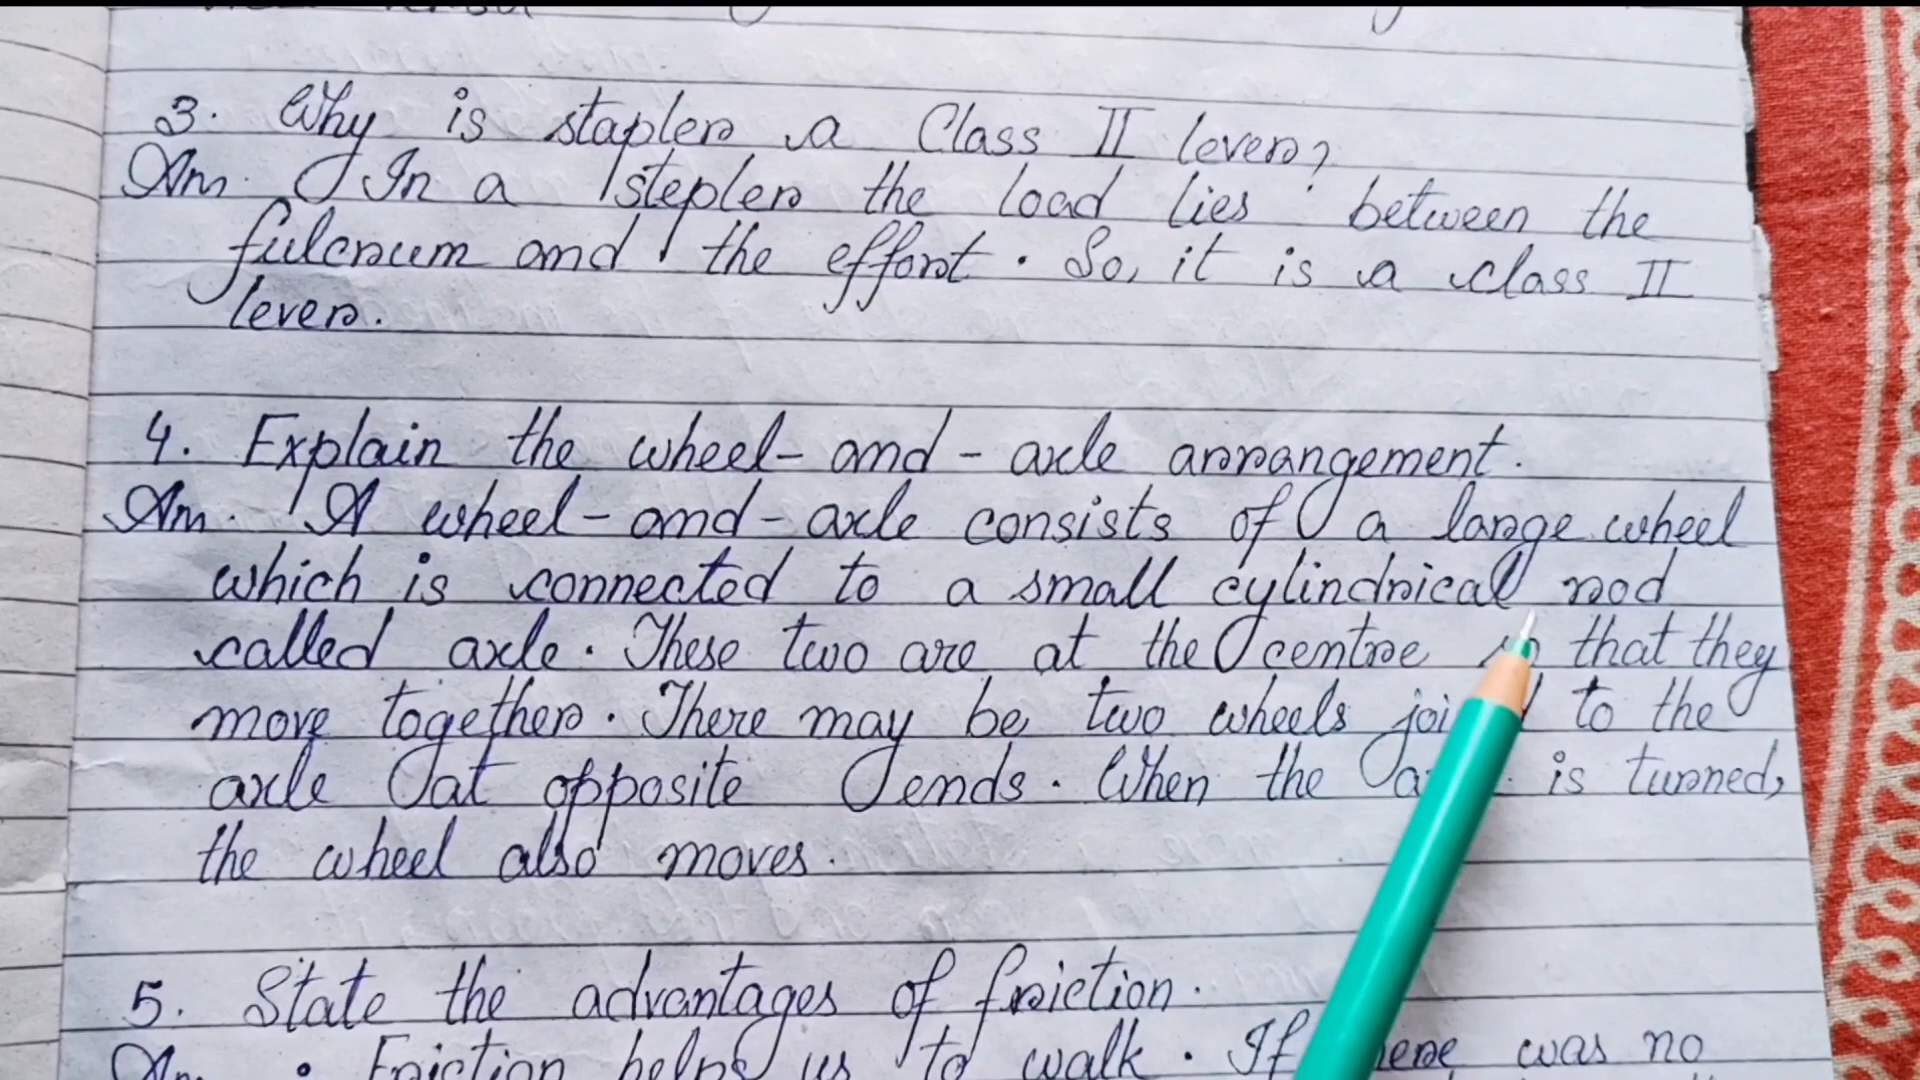 3. Why is stapler a Class II lever?
Ans. In a stepler the load lies between the
fulcrum and the effort. So, it is a class II
lever.
4. Explain the wheel-and-axle arrangement.
Ans. A wheel-and-axle consists of a large wheel
which is connected to a small cylindrical rod
called axle. These two are at the centre that they
move together. There may be two wheels to the
axle at opposite ends. When the is turned,
the wheel also moves.
5. State the advantages of friction.
Ans. • Friction helps us to walk. If was no